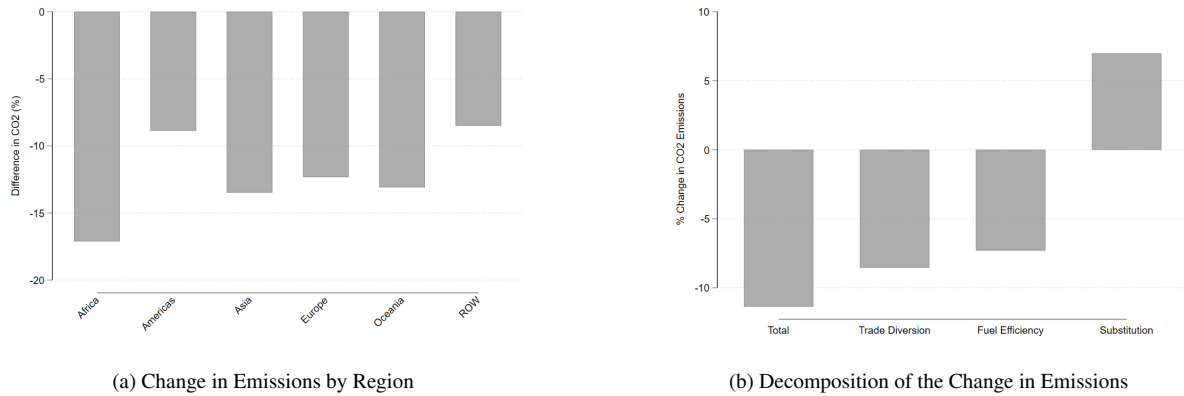 Difference in CO2 (%)
0
-5
-10
-15
-20
Africa
Americas
Asia
Europe
Oceania
ROW
(a) Change in Emissions by Region
% Change in CO2 Emissions
10
5
0
-5
-10
Total
Trade Diversion
Fuel Efficiency
Substitution
(b) Decomposition of the Change in Emissions